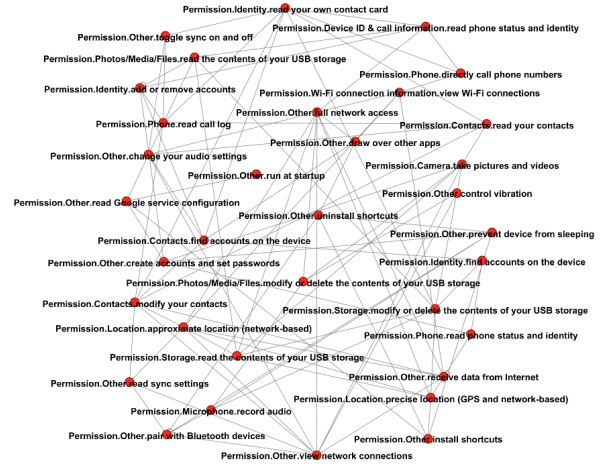 Permission.Identity.read your own contact card
Permission.Device ID & call information.read phone status and identity
Permission.Other.toggle sync on and off
Permission.Photos/Media/Files.read the contents of your USB storage
Permission.Phone.directly call phone numbers
Permission.Identity.add or remove accounts
Permission.Wi-Fi connection information.view Wi-Fi connections
Permission.Other.full network access
Permission.Phone.read call log
Permission.Contacts.read your contacts
Permission.Other.draw over other apps
Permission.Other.change your audio settings
Permission.Camera.take pictures and videos
Permission.Other.run at startup
Permission.Other.control vibration
Permission.Other.read Google service configuration
Permission.Other.uninstall shortcuts
Permission.Other.prevent device from sleeping
Permission.Contacts.find accounts on the device
Permission.Identity.find accounts on the device
Permission.Other.create accounts and set passwords
Permission.Photos/Media/Files.modify or delete the contents of your USB storage
Permission.Contacts.modify your contacts
Permission.Storage.modify or delete the contents of your USB storage
Permission.Location.approximate location (network-based)
Permission.Phone.read phone status and identity
Permission.Storage.read the contents of your USB storage
Permission.Other.receive data from Internet
Permission.Other.read sync settings
Permission.Location.precise location (GPS and network-based)
Permission.Microphone.record audio
Permission.Other.pair with Bluetooth devices
Permission.Other.install shortcuts
Permission.Other.view network connections